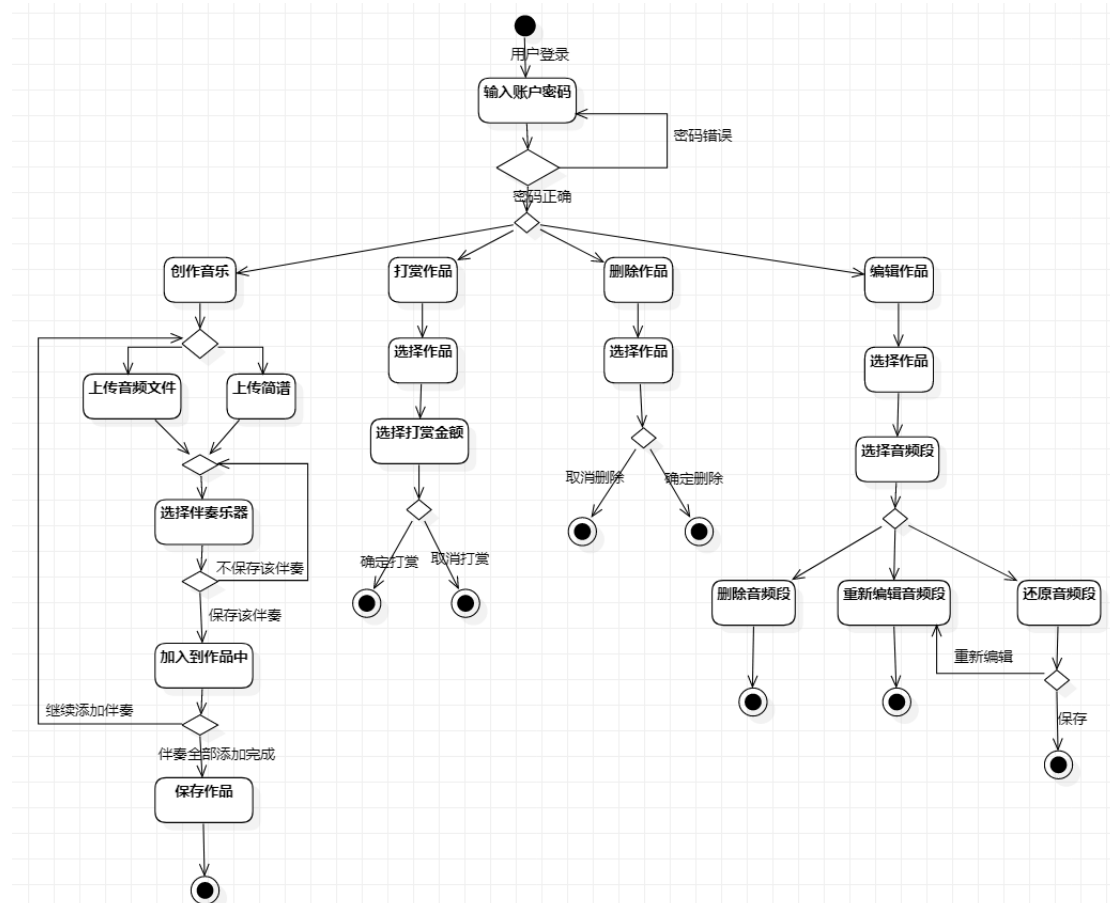 用户登录
输入账户密码
密码错误
密码正确
创作音乐
打赏作品
删除作品
编辑作品
选择作品
选择作品
选择作品
上传音频文件
上传简谱
选择打赏金额
选择音频段
取消删除
确定删除
选择伴奏乐器
不保存该伴奏
确定打赏
取消打赏
删除音频段
重新编辑音频段
还原音频段
保存该伴奏
加入到作品中
重新编辑
继续添加伴奏
保存
伴奏全部添加完成
保存作品